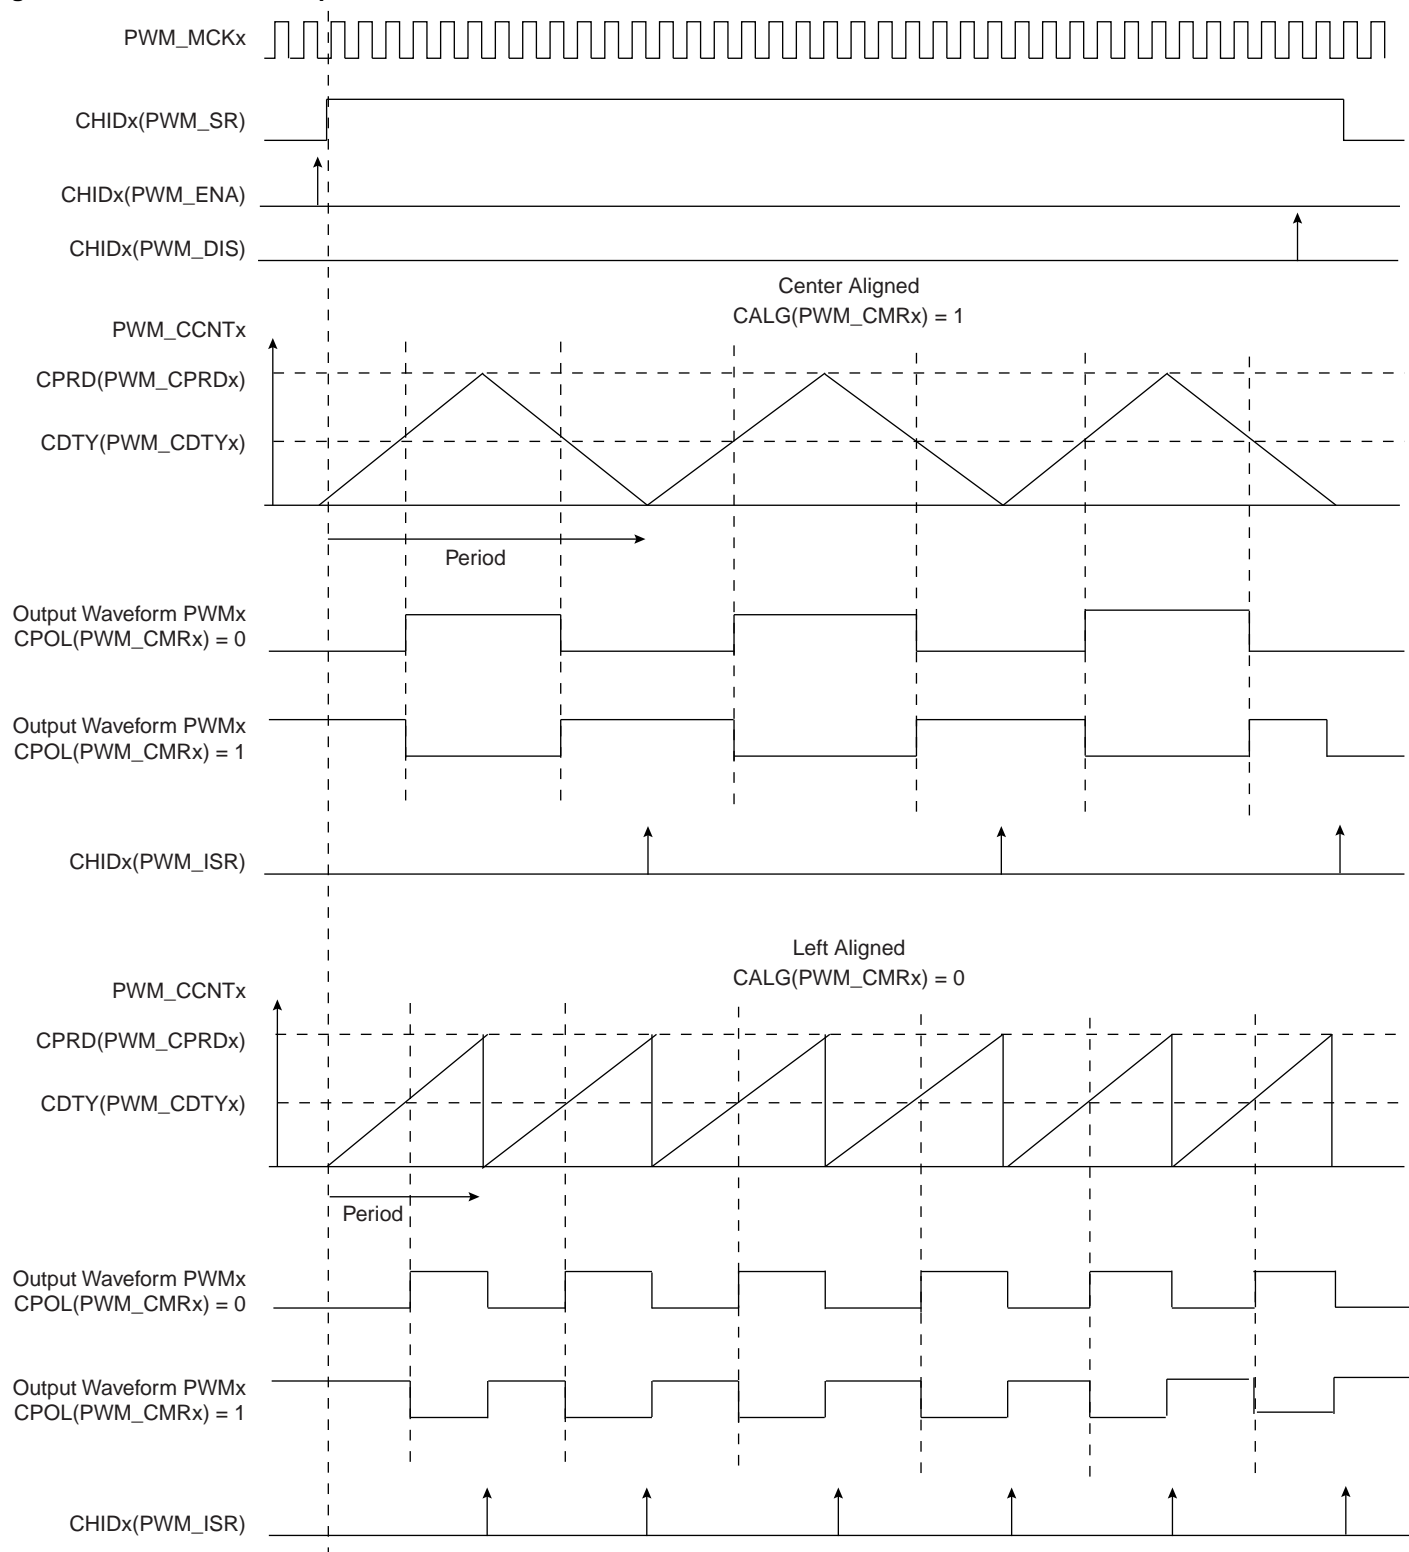 PWM_MCKx
CHIDx(PWM_SR)
CHIDx(PWM_ENA)
CHIDx(PWM_DIS)
Center Aligned
CALG(PWM_CMRx) = 1
PWM_CCNTx
CPRD(PWM_CPRDx)
CDTY(PWM_CDTYx)
Period
Output Waveform PWMx
CPOL(PWM_CMRx) = 0
Output Waveform PWMx
CPOL(PWM_CMRx) = 1
CHIDx(PWM_ISR)
Left Aligned
CALG(PWM_CMRx) = 0
PWM_CCNTx
CPRD(PWM_CPRDx)
CDTY(PWM_CDTYx)
Period
Output Waveform PWMx
CPOL(PWM_CMRx) = 0
Output Waveform PWMx
CPOL(PWM_CMRx) = 1
CHIDx(PWM_ISR)